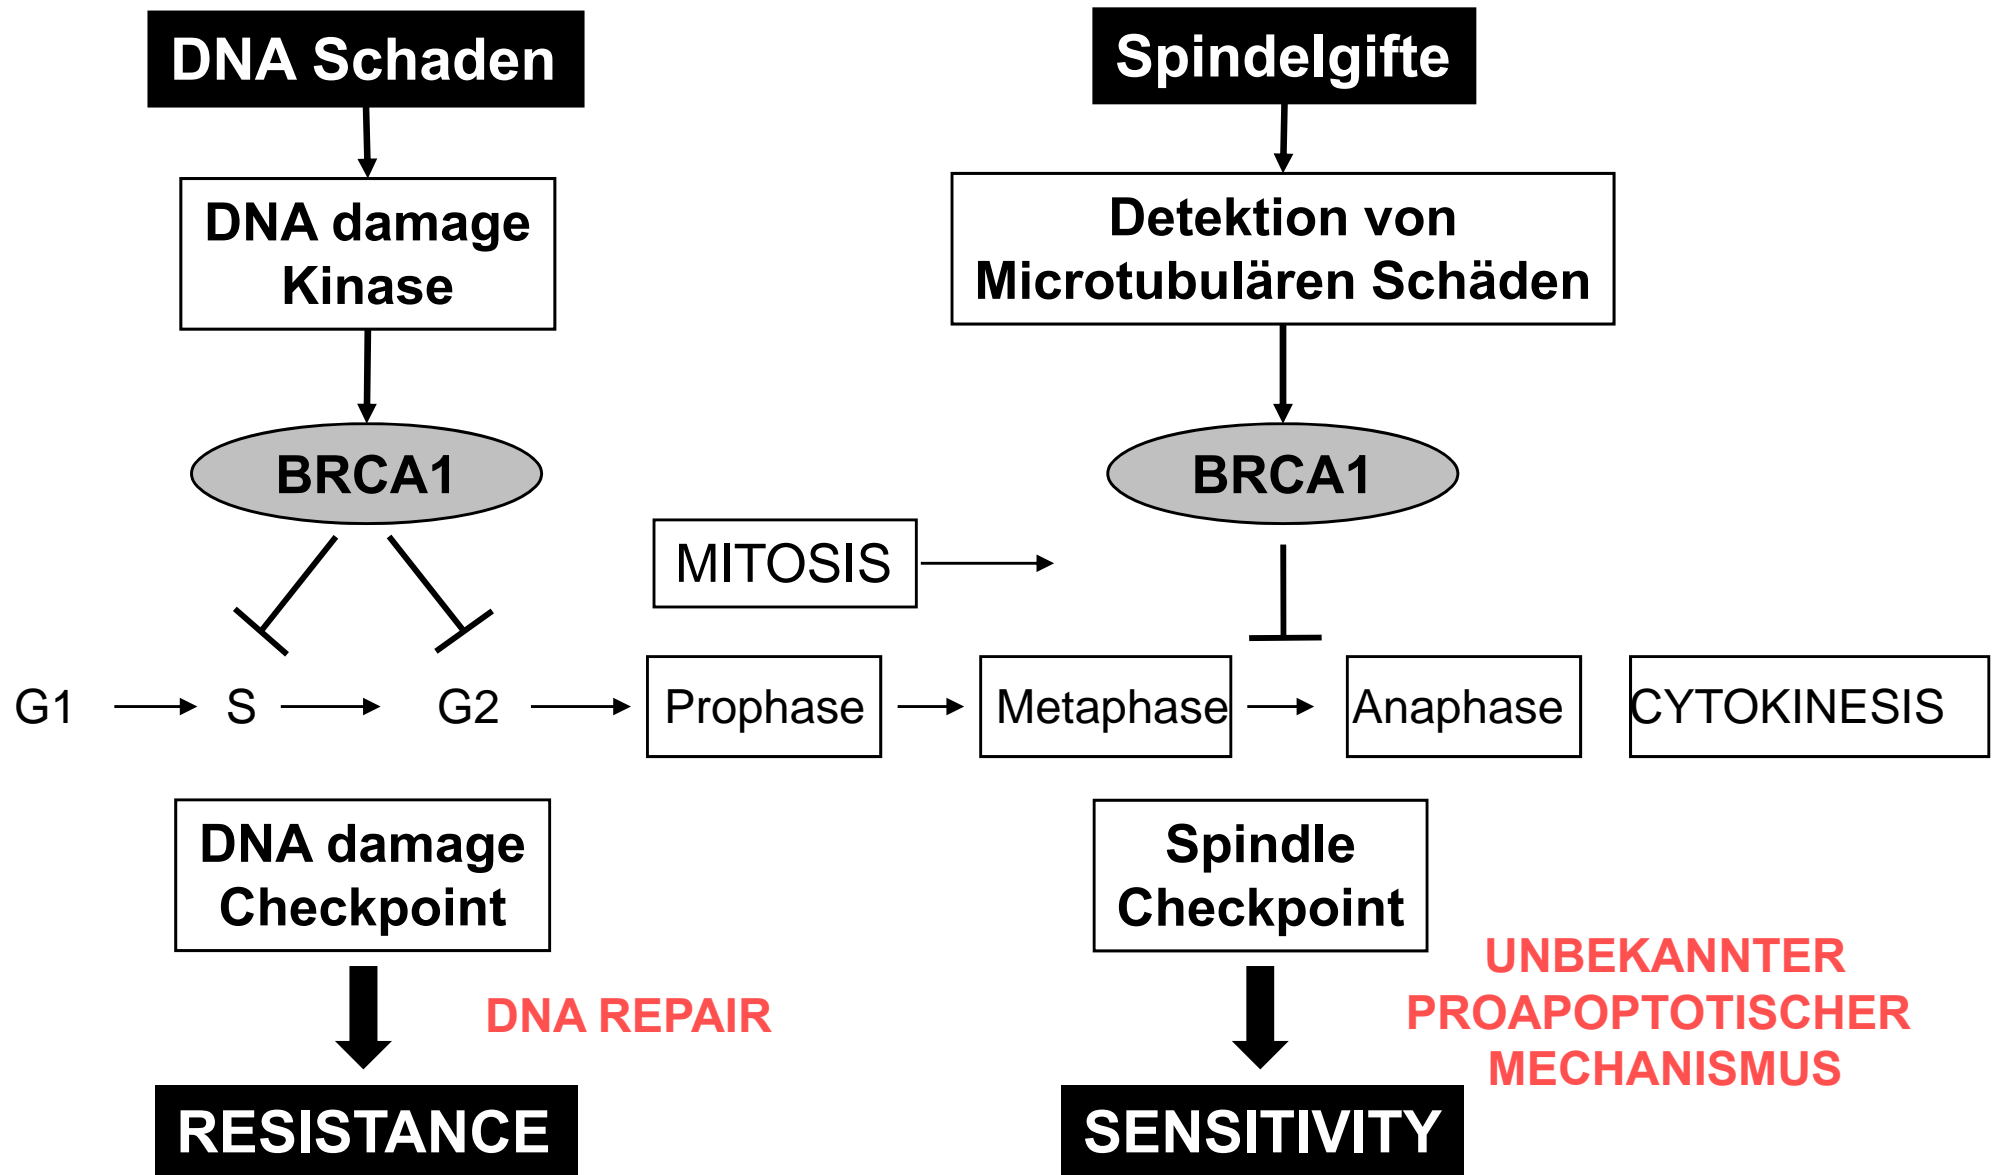 DNA Schaden
DNA damage
Kinase
BRCA1
Spindelgifte
Detektion von
Microtubulären Schäden
BRCA1
MITOSIS
G1
S
G2
Prophase
Metaphase
Anaphase
CYTOKINESIS
DNA damage
Checkpoint
DNA REPAIR
RESISTANCE
Spindle
Checkpoint
UNBEKANNTER
PROAPOPTOTISCHER
MECHANISMUS
SENSITIVITY